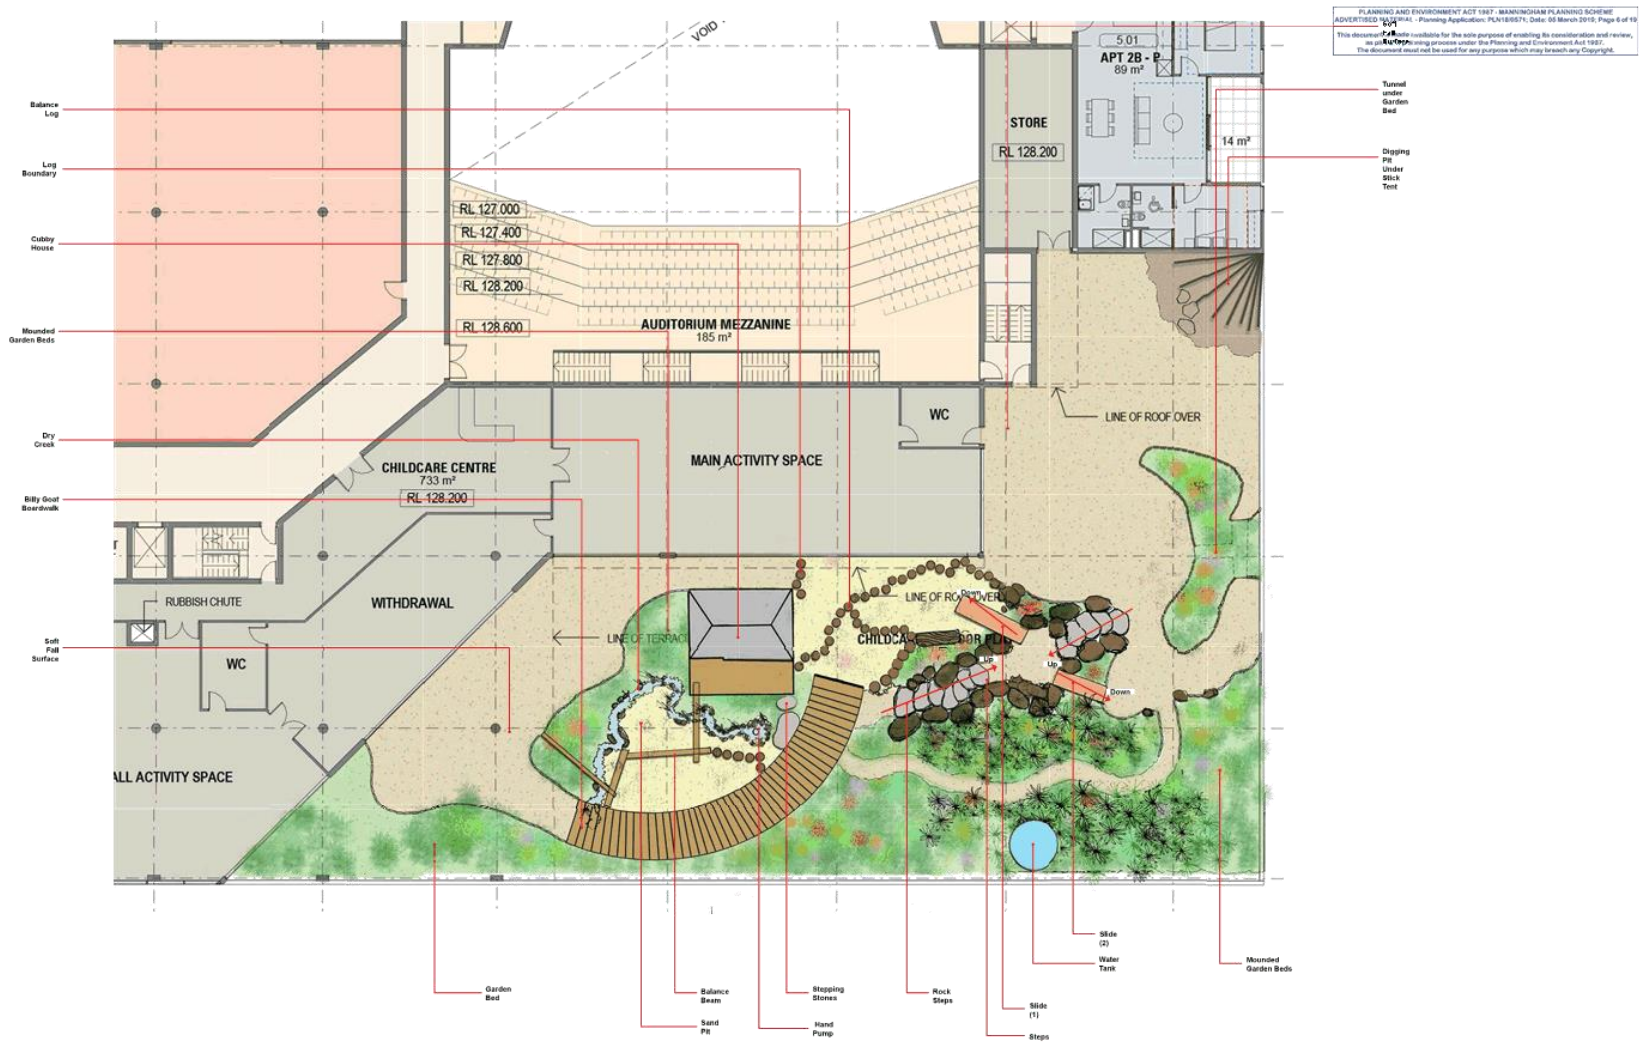 PLANNING AND ENVIRONMENT ACT 1987 - MANNINGHAM PLANNING SCHEME
ADVERTISED MATERIAL - Planning Application: PLN18/0571; Date: 05 March 2019; Page 6 of 19
This document is made available for the sole purpose of enabling its consideration and review,
as part of a planning process under the Planning and Environment Act 1987.
The document must not be used for any purpose which may breach any Copyright.
Soft
Fall
Surface
VOID
5.01
APT 2B - P
89 m²
14 m²
STORE
RL 128.200
Tunnel
under
Garden
Bed
Digging
Pit
Under
Stick
Tent
Balance
Log
Log
Boundary
Cubby
House
Mounded
Garden Beds
Dry
Creek
Billy Goat
Boardwalk
Soft
Fall
Surface
RL 127.000
RL 127.400
RL 127.800
RL 128.200
RL 128.600
AUDITORIUM MEZZANINE
185 m²
LINE OF ROOF OVER
WC
MAIN ACTIVITY SPACE
CHILDCARE CENTRE
733 m²
RL 128.200
RUBBISH CHUTE
WITHDRAWAL
WC
ALL ACTIVITY SPACE
LINE OF TERRAC
LINE OF RO OVER
Down
CHILDCA OOR PLA
Up
Up
Down
Slide
(2)
Water
Tank
Mounded
Garden Beds
Garden
Bed
Balance
Beam
Stepping
Stones
Rock
Steps
Slide
(1)
Sand
Pit
Hand
Pump
Steps